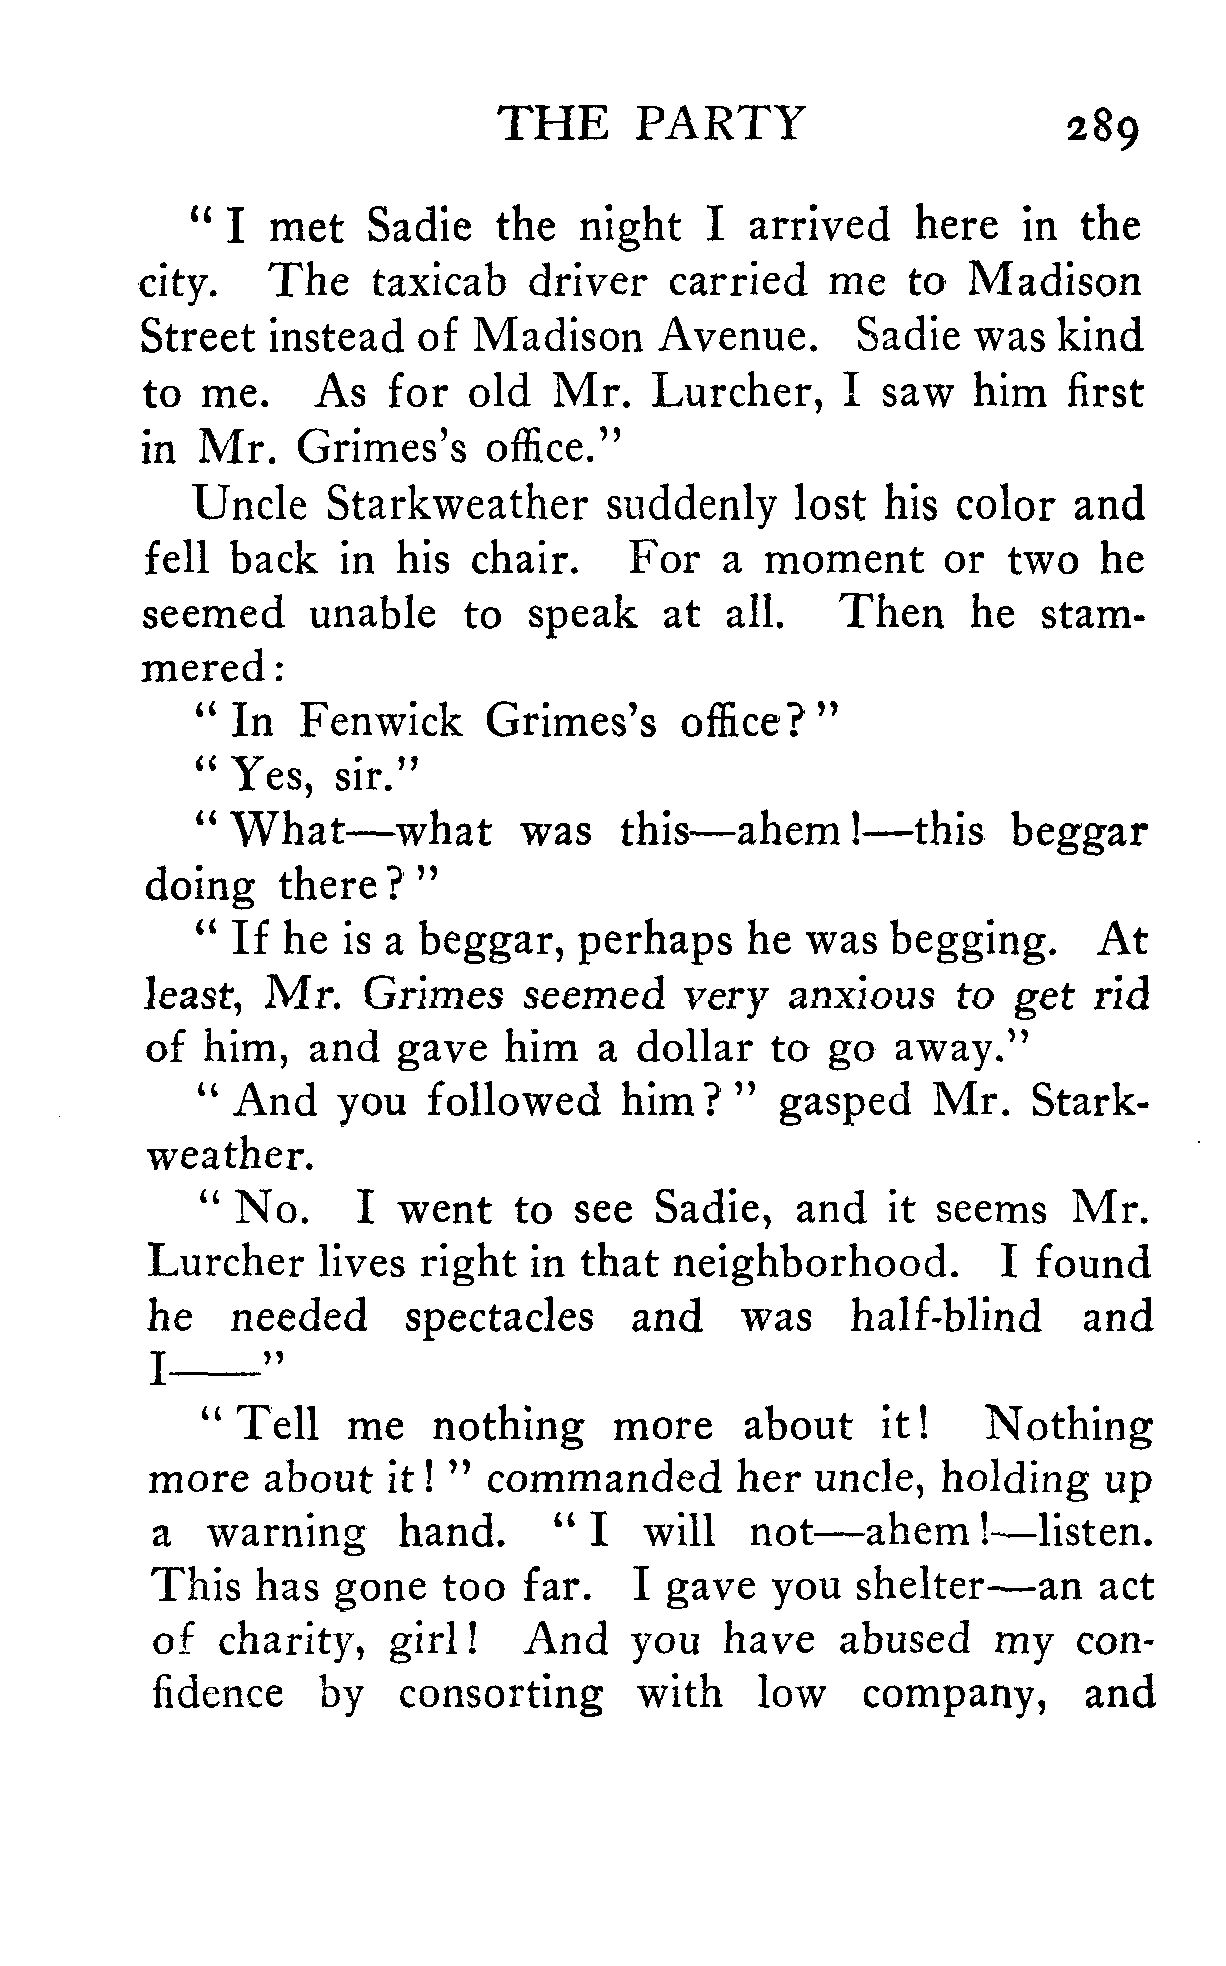 THE PARTY 289
" I met Sadie the night I arrived here in the
city. The taxicab driver carried me to Madison
Street instead of Madison Avenue. Sadie was kind
to me. As for old Mr. Lurcher, I saw him first
in Mr. Grimes's office."
Uncle Starkweather suddenly lost his color and
fell back in his chair. For a moment or two he
seemed unable to speak at all. Then he stam-
mered:
" In Fenwick Grimes's office? "
" Yes, sir."
" What—what was this—ahem!—this beggar
doing there? "
" If he is a beggar, perhaps he was begging. At
least, Mr. Grimes seemed very anxious to get rid
of him, and gave him a dollar to go away."
" And you followed him? " gasped Mr. Stark-
weather.
" No. I went to see Sadie, and it seems Mr.
Lurcher lives right in that neighborhood. I found
he needed spectacles and was half-blind and
I——"
" Tell me nothing more about it! Nothing
more about it! " commanded her uncle, holding up
a warning hand. " I will not—ahem!—listen.
This has gone too far. I gave you shelter—an act
of charity, girl! And you have abused my con-
fidence by consorting with low company, and